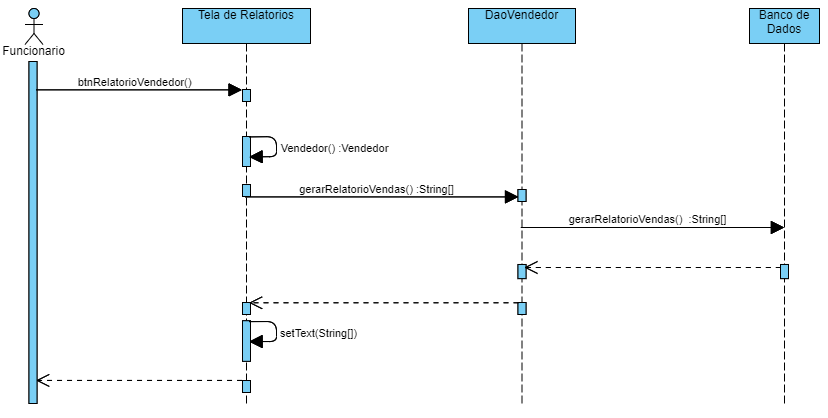 Tela de Relatorios
DaoVendedor
Banco de
Dados
Funcionario
btnRelatorioVendedor()
Vendedor() :Vendedor
gerarRelatorioVendas() :String[]
gerarRelatorioVendas()  :String[]
setText(String[])